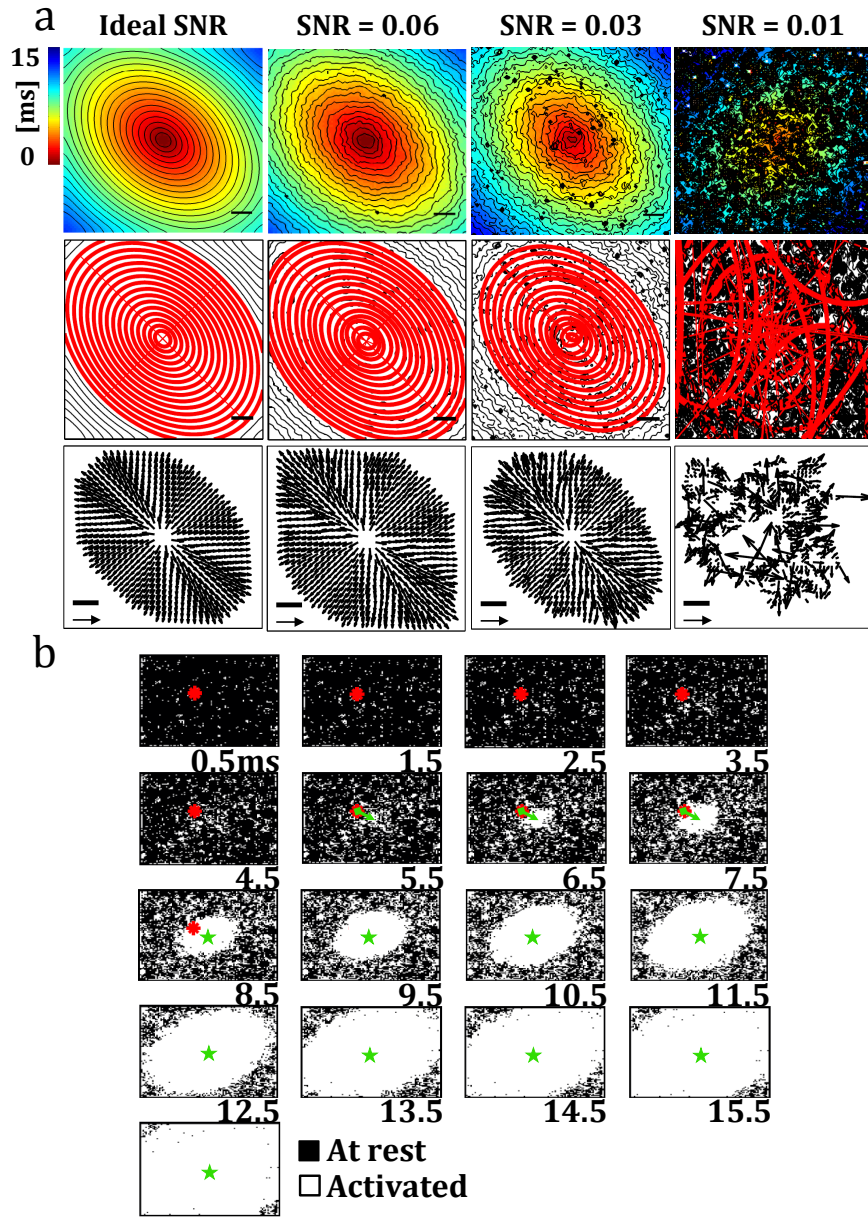 a
Ideal SNR
SNR = 0.06
SNR = 0.03
SNR = 0.01
15
[ms]
0
b
0.5ms
1.5
2.5
3.5
4.5
5.5
6.5
7.5
8.5
9.5
10.5
11.5
12.5
13.5
14.5
15.5
At rest
Activated